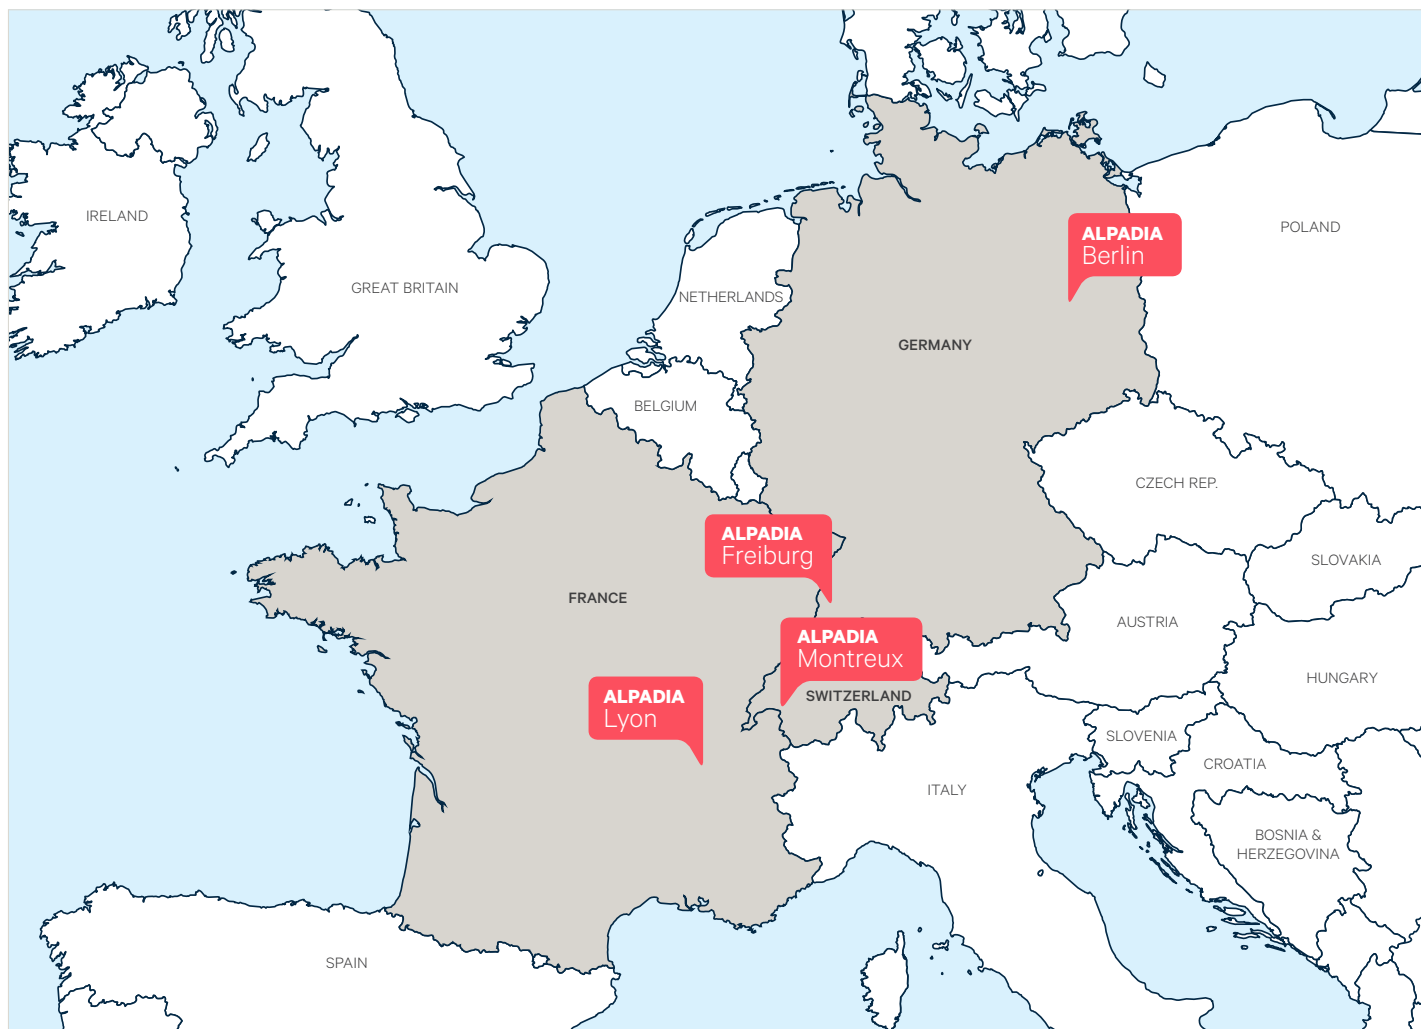 IRELAND
ALPADIA
Berlin
POLAND
GREAT BRITAIN
NETHERLANDS
GERMANY
BELGIUM
CZECH REP.
ALPADIA
Freiburg
SLOVAKIA
FRANCE
AUSTRIA
ALPADIA
Montreux
HUNGARY
SWITZERLAND
ALPADIA
Lyon
SLOVENIA
CROATIA
ITALY
BOSNIA &
HERZEGOVINA
SPAIN